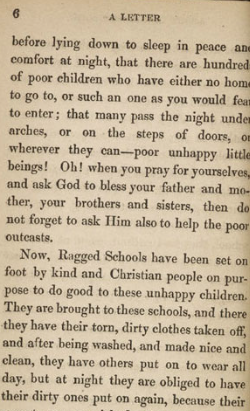 6 A LETTER
before lying down to sleep in peace an
comfort at night, that there are hundred
of poor children who have either no hom
to go to, or such an one as you would fea
to enter; that many pass the night unde
arches, or on the steps of doors, o
wherever they can—poor unhappy little
beings! Oh! when you pray for yourselves,
and ask God to bless your father and mo-
ther, your brothers and sisters, then do
not forget to ask Him also to help the poor
outcasts.
Now, Ragged Schools have been set on
foot by kind and Christian people on pur-
pose to do good to these unhappy children.
They are brought to these schools, and there
they have their torn, dirty clothes taken off,
and after being washed, and made nice and
clean, they have others put on to wear all
day, but at night they are obliged to have
their dirty ones put on again, because their